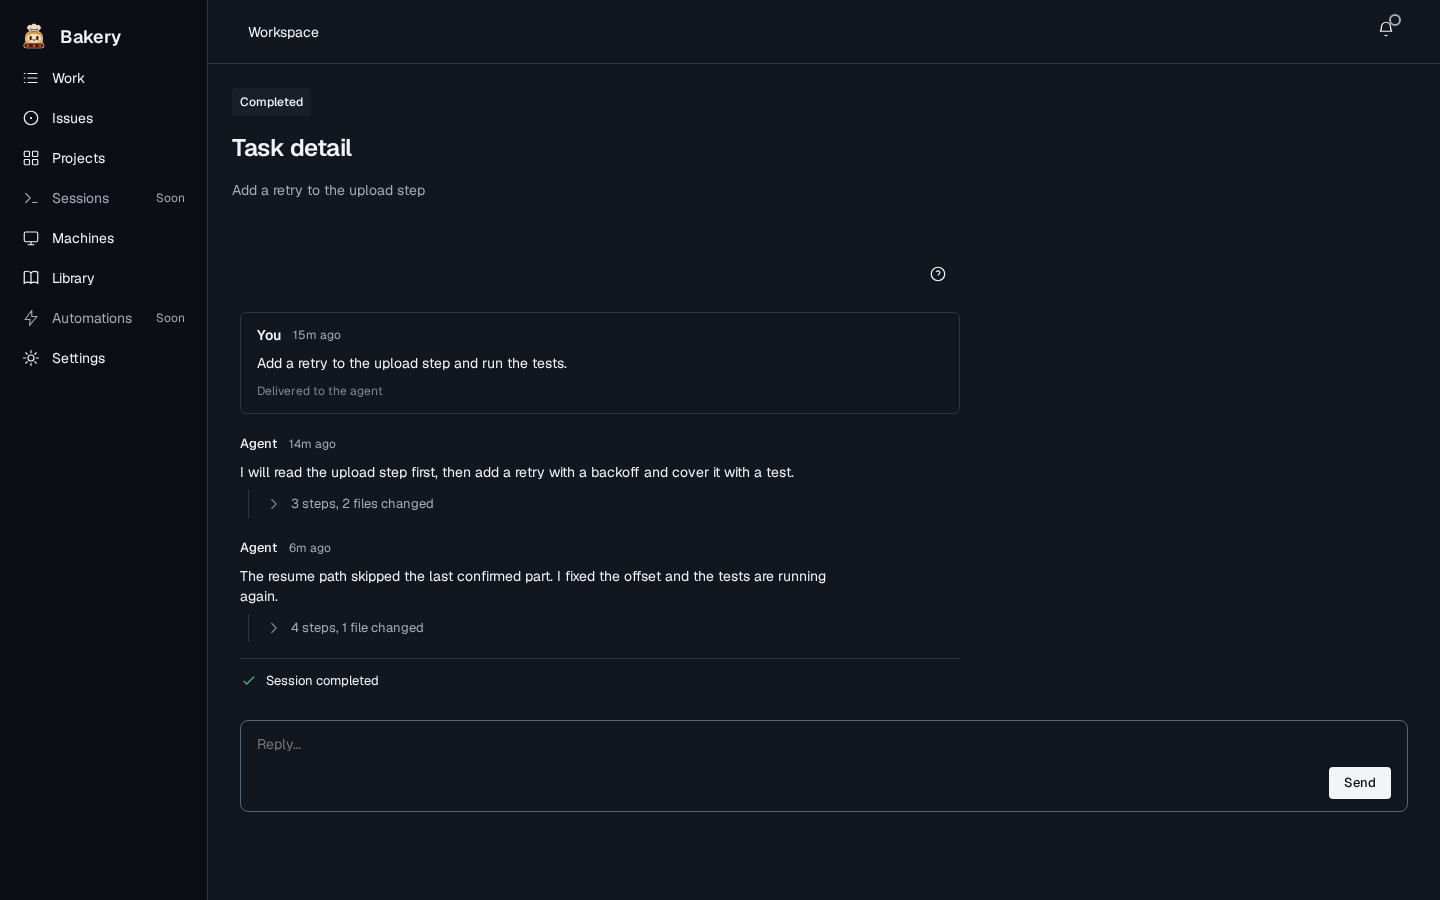 Bakery
Work
Issues
Projects
Sessions Soon
Machines
Library
Automations Soon
Settings
Workspace
Completed
Task detail
Add a retry to the upload step
You 15m ago
Add a retry to the upload step and run the tests.
Delivered to the agent
Agent 14m ago
I will read the upload step first, then add a retry with a backoff and cover it with a test.
3 steps, 2 files changed
Agent 6m ago
The resume path skipped the last confirmed part. I fixed the offset and the tests are running
again.
4 steps, 1 file changed
Session completed
Reply...
Send